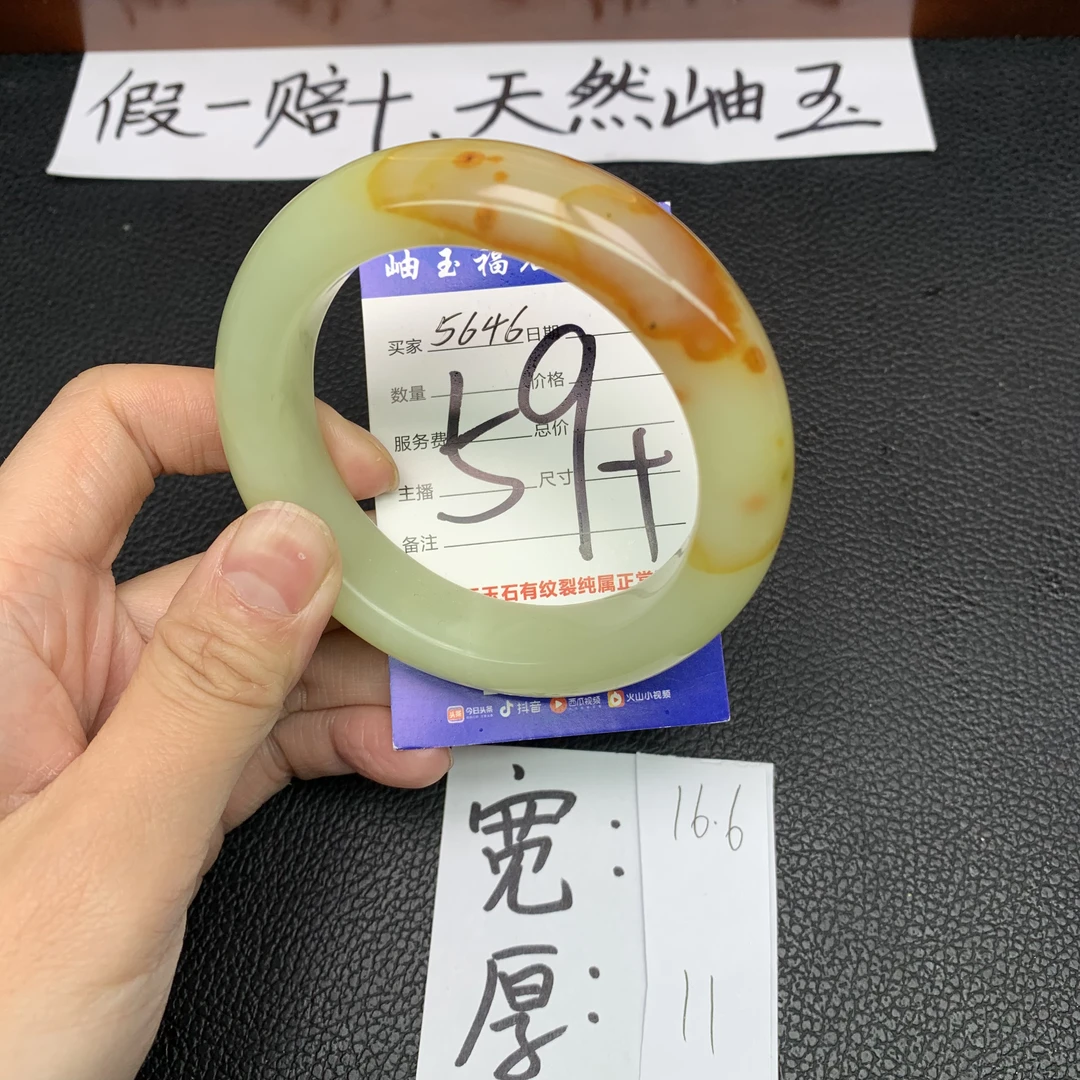 假一赔十、天然岫玉
岫玉福
买家 5646 日期
数量 价格
服务费 总价
主播 尺寸
备注
59+
玉石有纹裂纯属正常
头条 今日头条 抖音 西瓜视频 火山小视频
宽: 16.6
厚: 11